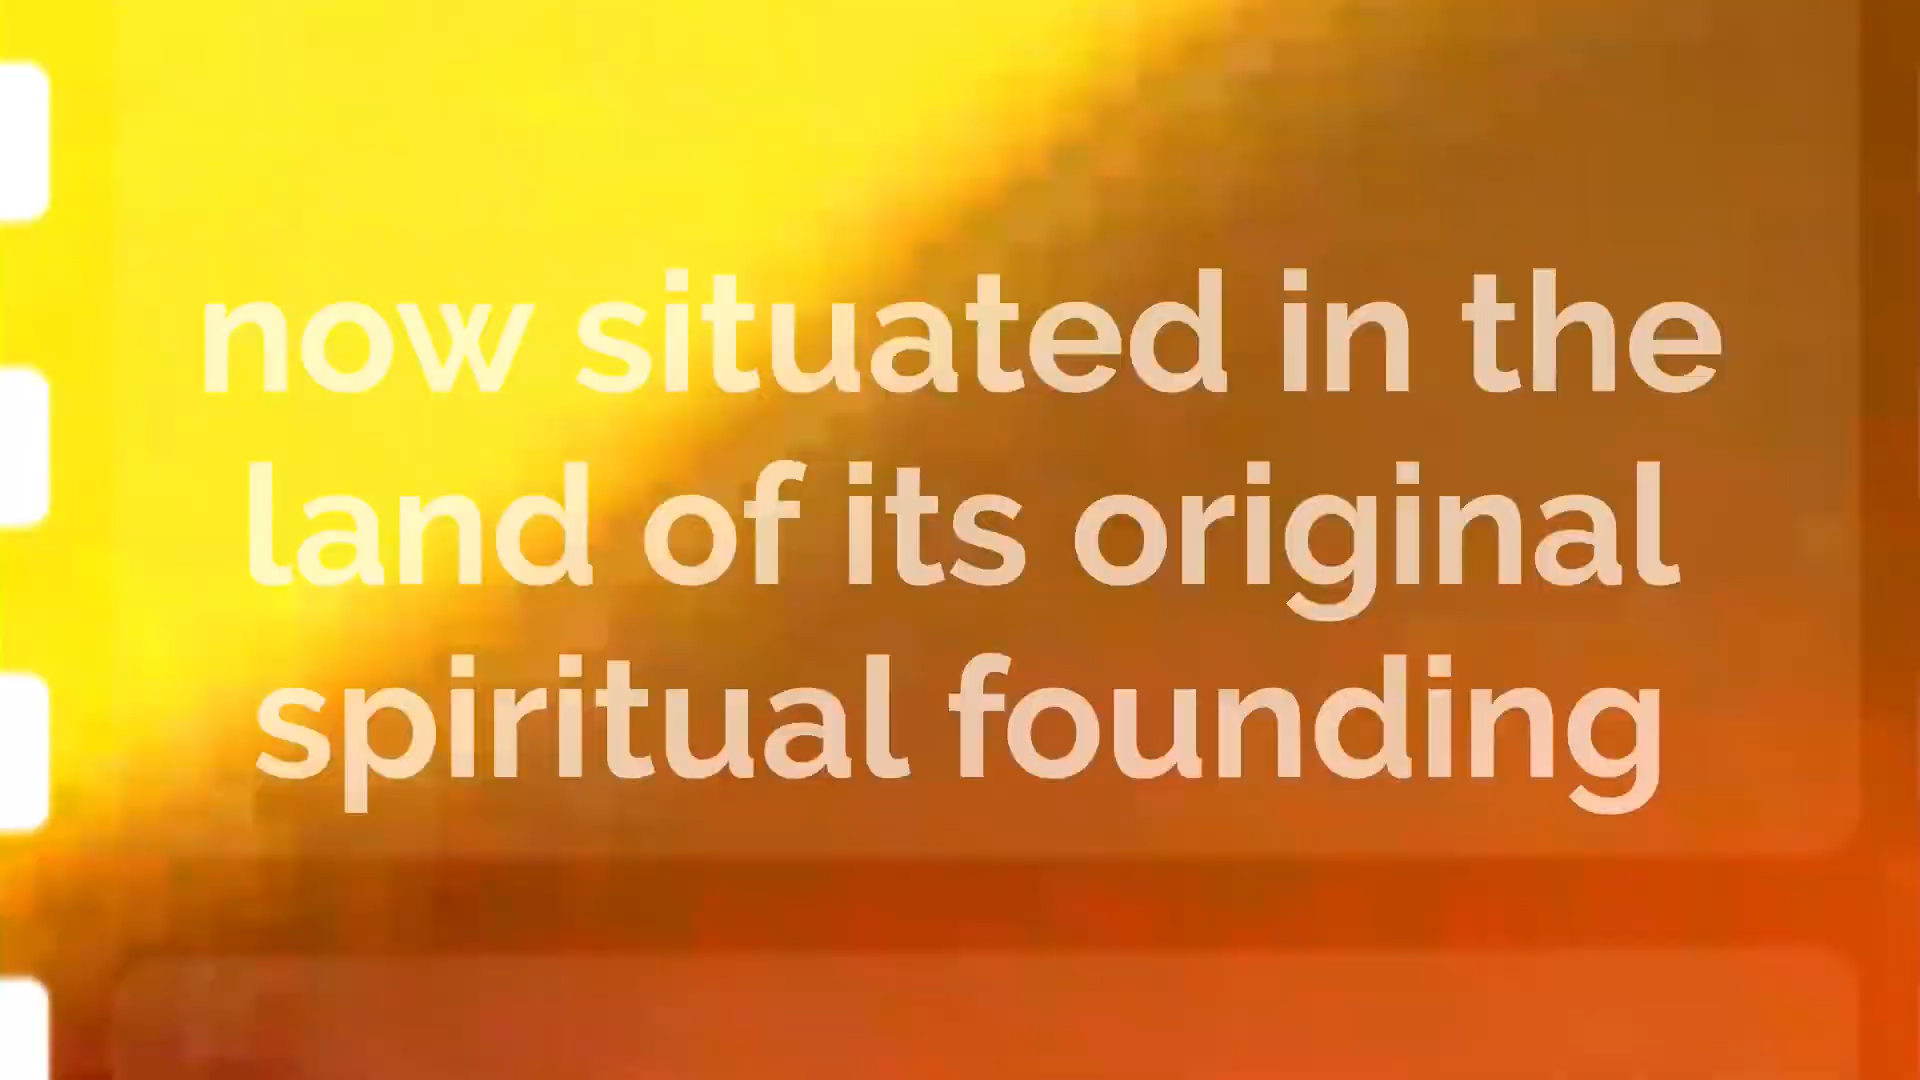 now situated in the
land of its original
spiritual founding